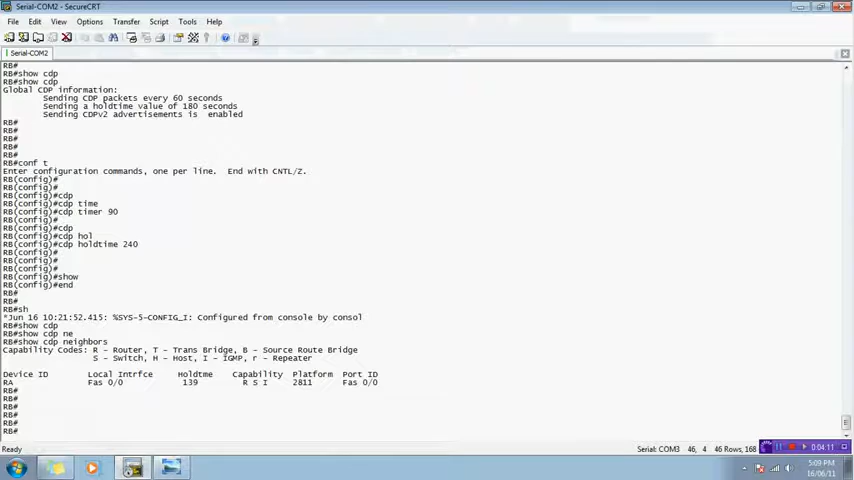 Serial-COM2 - SecureCRT
File Edit View Options Transfer Script Tools Help
Serial-COM2
RB#
RB#show cdp
RB#show cdp
Global CDP information:
Sending CDP packets every 60 seconds
Sending a holdtime value of 180 seconds
Sending CDPv2 advertisements is enabled
RB#
RB#
RB#
RB#
RB#conf t
Enter configuration commands, one per line. End with CNTL/Z.
RB(config)#
RB(config)#
RB(config)#cdp
RB(config)#cdp time
RB(config)#cdp timer 90
RB(config)#
RB(config)#cdp
RB(config)#cdp hol
RB(config)#cdp holdtime 240
RB(config)#
RB(config)#
RB(config)#
RB(config)#show
RB(config)#end
RB#
RB#
RB#sh
*Jun 16 10:21:52.415: %SYS-5-CONFIG_I: Configured from console by consol
RB#show cdp
RB#show cdp ne
RB#show cdp neighbors
Capability Codes: R - Router, T - Trans Bridge, B - Source Route Bridge
S - Switch, H - Host, I - IGMP, r - Repeater
Device ID Local Intrfce Holdtme Capability Platform Port ID
RA Fas 0/0 139 R S I 2811 Fas 0/0
RB#
RB#
RB#
RB#
RB#
RB#
Ready Serial: COM3 46, 4 46 Rows, 168 11 0:04:11
5:09 PM
16/06/11